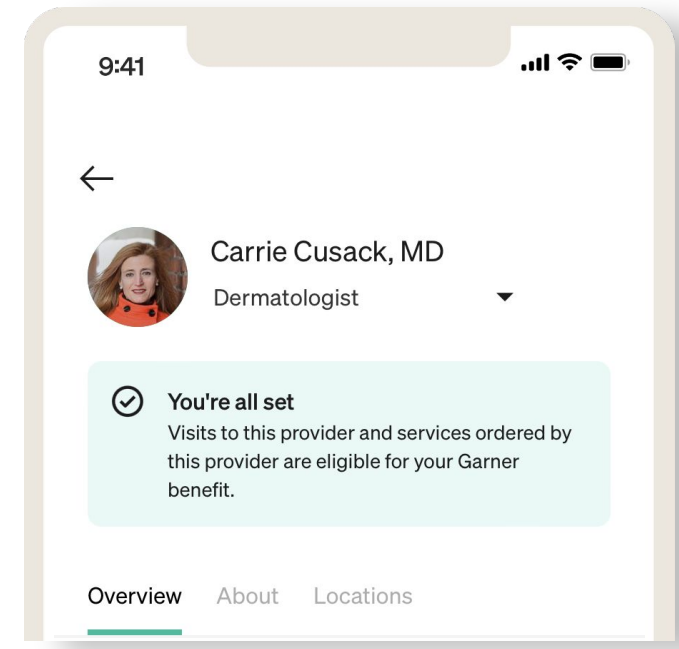 9:41
Carrie Cusack, MD
Dermatologist
You're all set
Visits to this provider and services ordered by
this provider are eligible for your Garner
benefit.
Overview About Locations